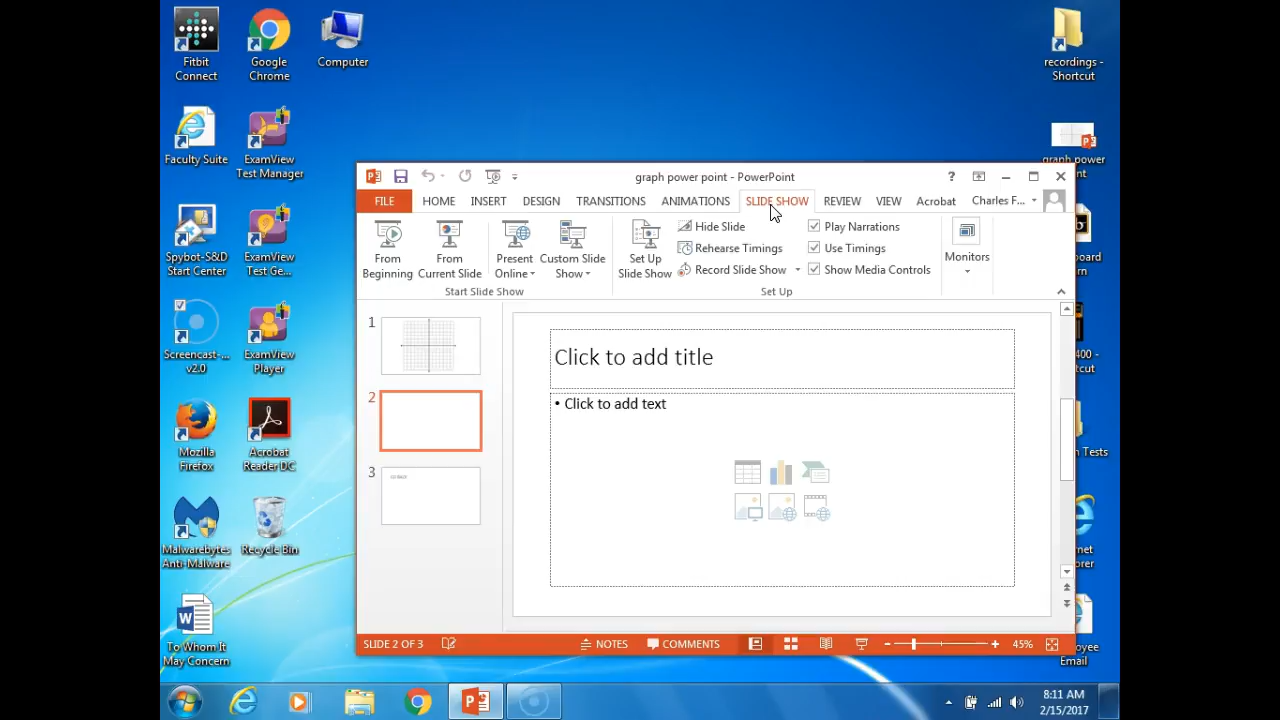 Fitbit
Connect
Google
Chrome
Computer
recordings -
Shortcut
Faculty Suite
ExamView
Test Manager
graph power
Spybot-S&D
Start Center
ExamView
Test Ge...
Screencast-...
v2.0
ExamView
Player
Mozilla
Firefox
Acrobat
Reader DC
Malwarebytes
Anti-Malware
Recycle Bin
To Whom It
May Concern
graph power point - PowerPoint
?
FILE
HOME
INSERT
DESIGN
TRANSITIONS
ANIMATIONS
SLIDE SHOW
REVIEW
VIEW
Acrobat
Charles F...
From
Beginning
From
Current Slide
Present
Online
Custom Slide
Show
Start Slide Show
Set Up
Slide Show
Hide Slide
Rehearse Timings
Record Slide Show
Play Narrations
Use Timings
Show Media Controls
Set Up
Monitors
1
2
3
Click to add title
• Click to add text
SLIDE 2 OF 3
NOTES
COMMENTS
45%
400 -
Tests
Email
8:11 AM
2/15/2017